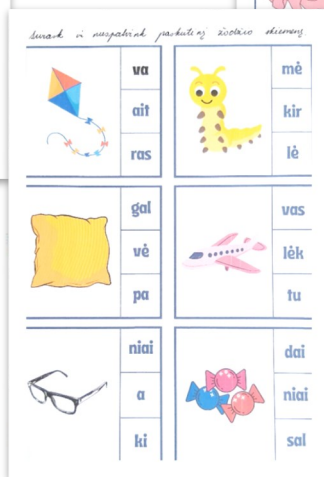 Surask ir nuspalvink paskutinį žodžio skiemenį
va
ait
ras
mė
kir
lė
gal
vė
pa
vas
lėk
tu
niai
a
ki
dai
niai
sal